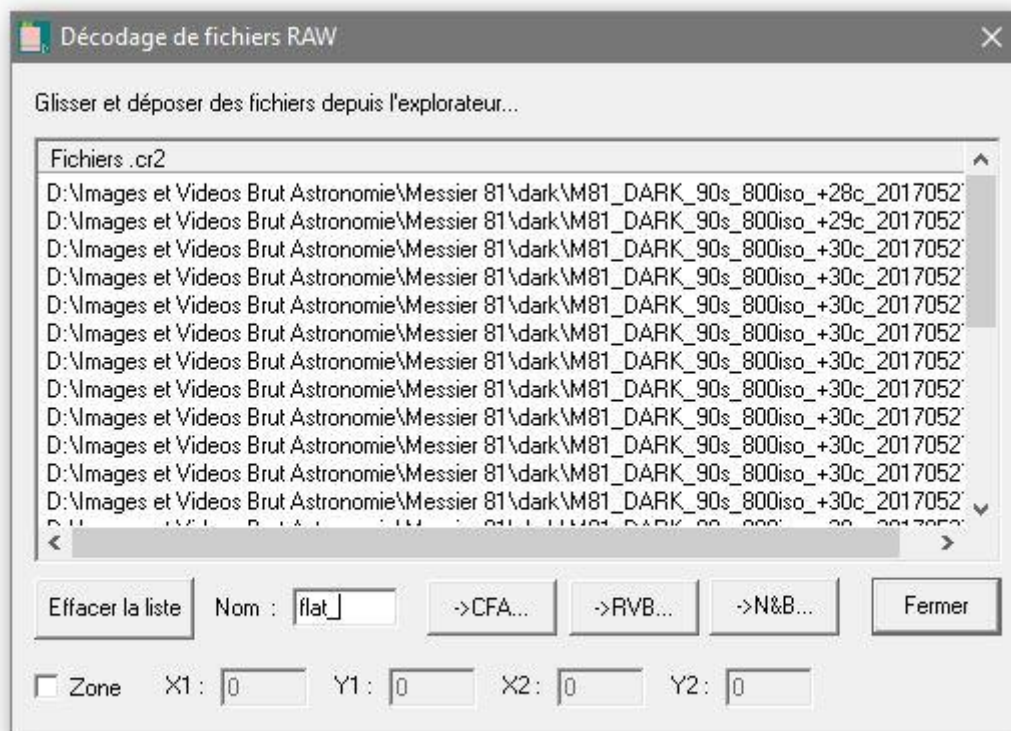 Décodage de fichiers RAW
Glisser et déposer des fichiers depuis l'explorateur...
Fichiers .cr2
D:\Images et Videos Brut Astronomie\Messier 81\dark\M81_DARK_90s_800iso_+28c_2017052
D:\Images et Videos Brut Astronomie\Messier 81\dark\M81_DARK_90s_800iso_+29c_2017052
D:\Images et Videos Brut Astronomie\Messier 81\dark\M81_DARK_90s_800iso_+30c_2017052
D:\Images et Videos Brut Astronomie\Messier 81\dark\M81_DARK_90s_800iso_+30c_2017052
D:\Images et Videos Brut Astronomie\Messier 81\dark\M81_DARK_90s_800iso_+30c_2017052
D:\Images et Videos Brut Astronomie\Messier 81\dark\M81_DARK_90s_800iso_+30c_2017052
D:\Images et Videos Brut Astronomie\Messier 81\dark\M81_DARK_90s_800iso_+30c_2017052
D:\Images et Videos Brut Astronomie\Messier 81\dark\M81_DARK_90s_800iso_+30c_2017052
D:\Images et Videos Brut Astronomie\Messier 81\dark\M81_DARK_90s_800iso_+30c_2017052
D:\Images et Videos Brut Astronomie\Messier 81\dark\M81_DARK_90s_800iso_+30c_2017052
D:\Images et Videos Brut Astronomie\Messier 81\dark\M81_DARK_90s_800iso_+30c_2017052
D:\Images et Videos Brut Astronomie\Messier 81\dark\M81_DARK_90s_800iso_+30c_2017052
Effacer la liste Nom : flat_ ->CFA... ->RVB... ->N&B... Fermer
Zone X1 : 0 Y1 : 0 X2 : 0 Y2 : 0